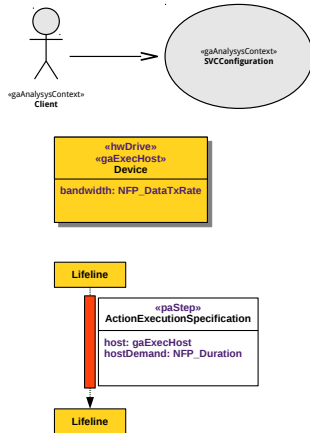 «gaAnalysysContext»
SVCConfiguration
«gaAnalysysContext»
Client
«hwDrive»
«gaExecHost»
Device
bandwidth: NFP_DataTxRate
Lifeline
«paStep»
ActionExecutionSpecification
host: gaExecHost
hostDemand: NFP_Duration
Lifeline